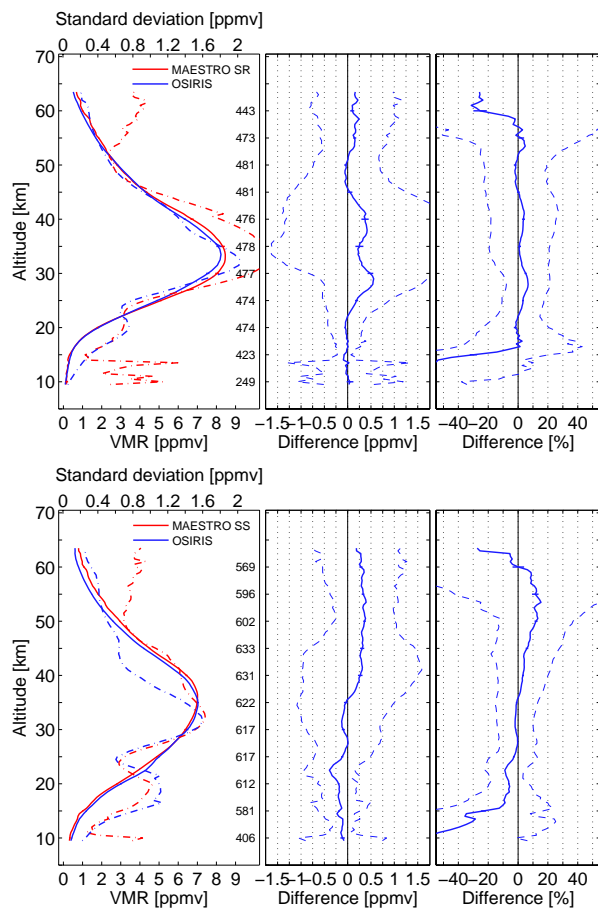 Standard deviation [ppmv]
0 0.4 0.8 1.2 1.6 2
70
60
50
40
30
20
10
Altitude [km]
MAESTRO SR
OSIRIS
443
473
481
481
476
478
477
474
474
423
249
0 1 2 3 4 5 6 7 8 9
VMR [ppmv]
−1.5 −1 −0.5 0 0.5 1 1.5
Difference [ppmv]
−40 −20 0 20 40
Difference [%]
Standard deviation [ppmv]
0 0.4 0.8 1.2 1.6 2
70
60
50
40
30
20
10
Altitude [km]
MAESTRO SS
OSIRIS
569
596
602
633
631
622
617
617
612
581
406
0 1 2 3 4 5 6 7 8 9
VMR [ppmv]
−1.5 −1 −0.5 0 0.5 1 1.5
Difference [ppmv]
−40 −20 0 20 40
Difference [%]